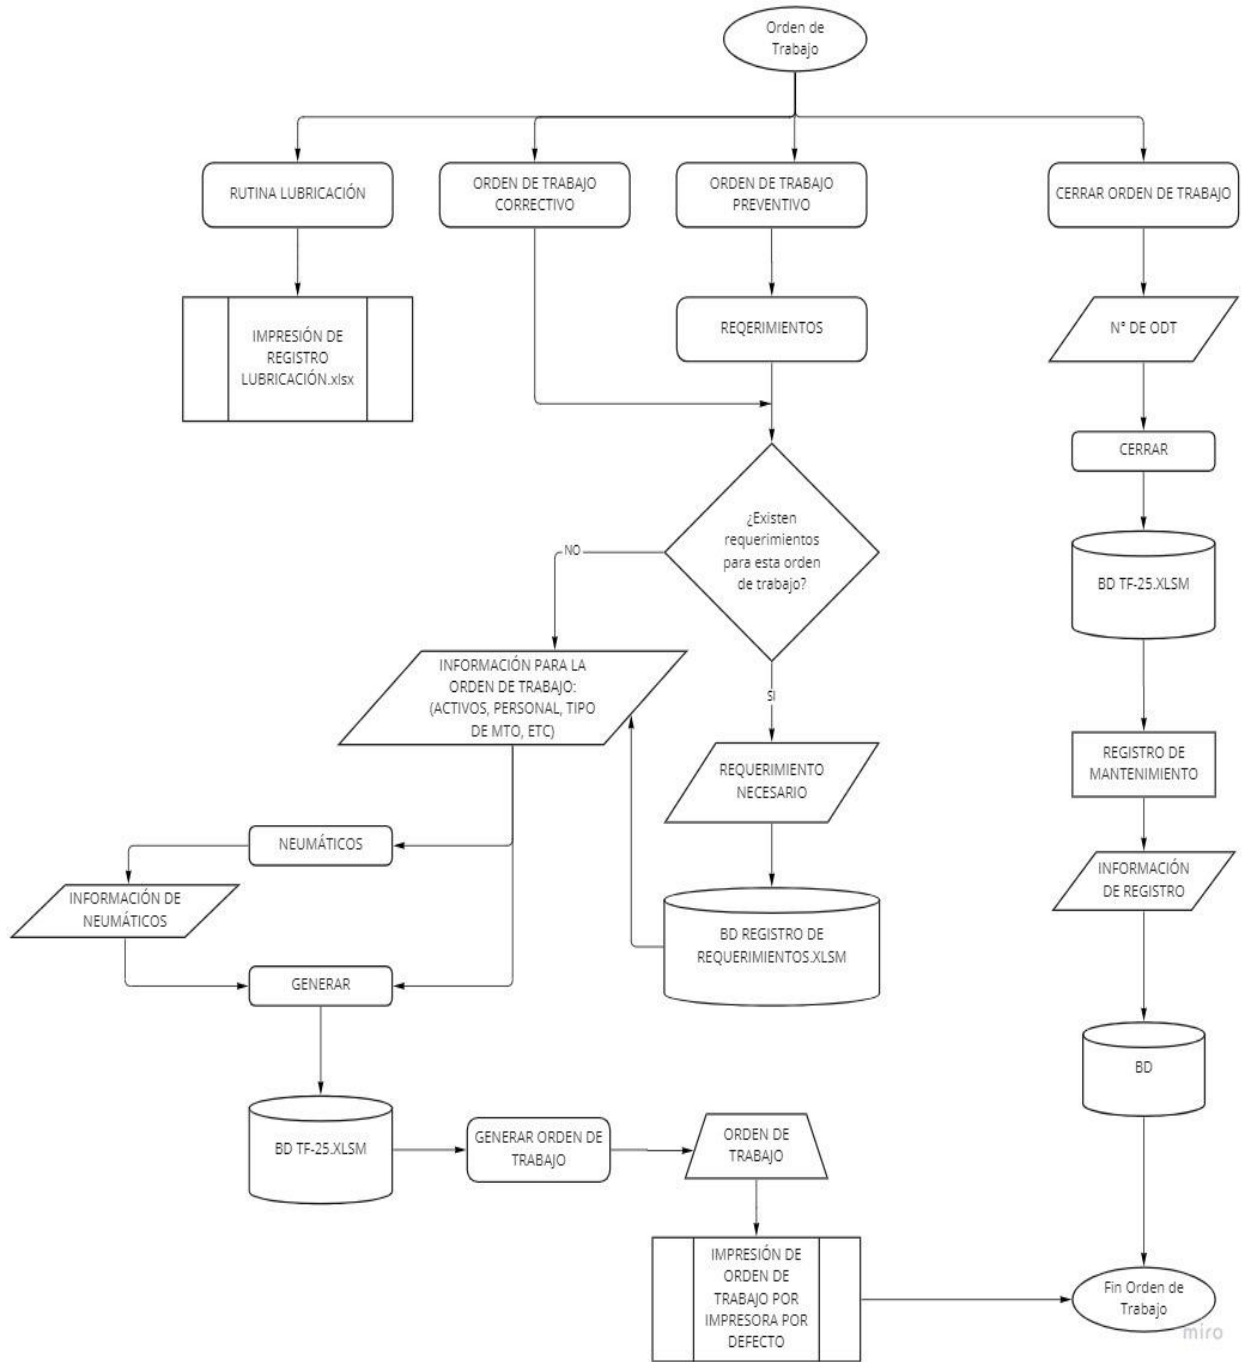 Orden de
Trabajo
RUTINA LUBRICACIÓN
ORDEN DE TRABAJO
CORRECTIVO
ORDEN DE TRABAJO
PREVENTIVO
CERRAR ORDEN DE TRABAJO
IMPRESIÓN DE
REGISTRO
LUBRICACIÓN.xlsx
REQERIMIENTOS
N° DE ODT
CERRAR
¿Existen
requerimientos
para esta orden
de trabajo?
NO
SI
BD TF-25.XLSM
INFORMACIÓN PARA LA
ORDEN DE TRABAJO:
(ACTIVOS, PERSONAL, TIPO
DE MTO, ETC)
REQUERIMIENTO
NECESARIO
REGISTRO DE
MANTENIMIENTO
NEUMÁTICOS
INFORMACIÓN DE
NEUMÁTICOS
INFORMACIÓN
DE REGISTRO
BD REGISTRO DE
REQUERIMIENTOS.XLSM
GENERAR
BD
BD TF-25.XLSM
GENERAR ORDEN DE
TRABAJO
ORDEN DE
TRABAJO
IMPRESIÓN DE
ORDEN DE
TRABAJO POR
IMPRESORA POR
DEFECTO
Fin Orden de
Trabajo
miro